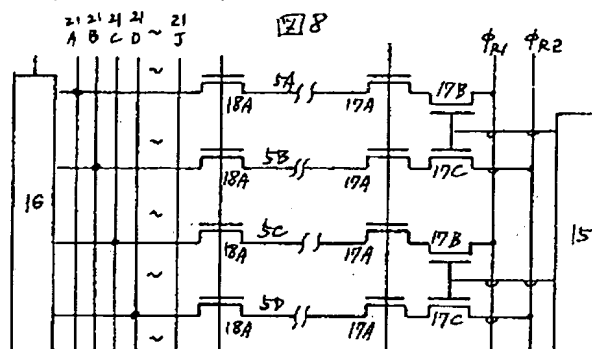 図8
21 21 21 21 21
A B C D ~ J
φR1 φR2
~
5A 17B
18A 17A
~
5B
18A 17A 17C
16 15
~
5C 17B
18A 17A
~
5D
18A 17A 17C